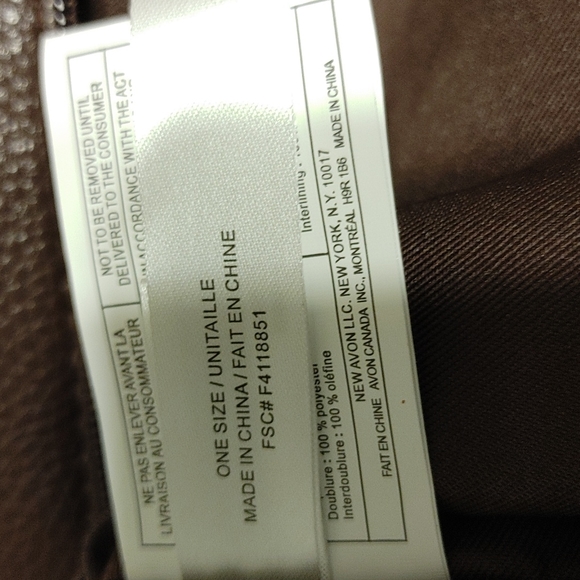 NOT TO BE REMOVED UNTIL
DELIVERED TO THE CONSUMER
IN ACCORDANCE WITH THE ACT
NE PAS ENLEVER AVANT LA
LIVRAISON AU CONSOMMATEUR
ONE SIZE / UNITAILLE
MADE IN CHINA / FAIT EN CHINE
FSC# F4118851
Interlining :
Doublure : 100 % polyester
Interdoublure : 100 % oléfine
NEW AVON LLC. NEW YORK, N.Y. 10017
AVON CANADA INC., MONTRÉAL H9R 1B6 MADE IN CHINA
FAIT EN CHINE